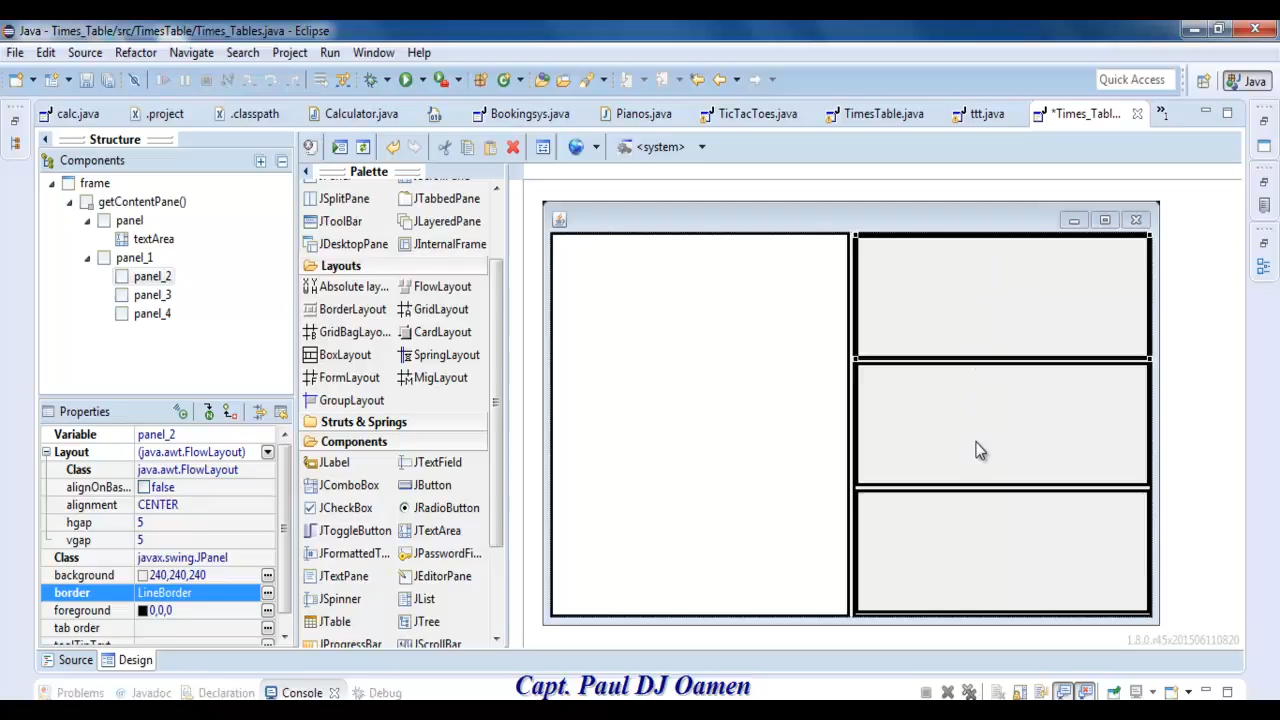 Java - Times_Table/src/TimesTable/Times_Tables.java - Eclipse
File Edit Source Refactor Navigate Search Project Run Window Help
Quick Access
Java
calc.java
.project
.classpath
Calculator.java
Bookingsys.java
Pianos.java
TicTacToes.java
TimesTable.java
ttt.java
*Times_Tabl...
»1
Structure
Components
frame
getContentPane()
panel
textArea
panel_1
panel_2
panel_3
panel_4
Properties
Variable panel_2
Layout (java.awt.FlowLayout)
Class java.awt.FlowLayout
alignOnBas... false
alignment CENTER
hgap 5
vgap 5
Class javax.swing.JPanel
background 240,240,240
border LineBorder
foreground 0,0,0
tab order
Source Design
<system>
Palette
JSplitPane JTabbedPane
JToolBar JLayeredPane
JDesktopPane JInternalFrame
Layouts
Absolute lay... FlowLayout
BorderLayout GridLayout
GridBagLayo... CardLayout
BoxLayout SpringLayout
FormLayout MigLayout
GroupLayout
Struts & Springs
Components
JLabel JTextField
JComboBox JButton
JCheckBox JRadioButton
JToggleButton JTextArea
JFormattedT... JPasswordFi...
JTextPane JEditorPane
JSpinner JList
JTable JTree
JProgressBar JScrollBar
1.8.0.r45x201506110820
Problems Javadoc Declaration Console Debug
Capt. Paul DJ Oamen